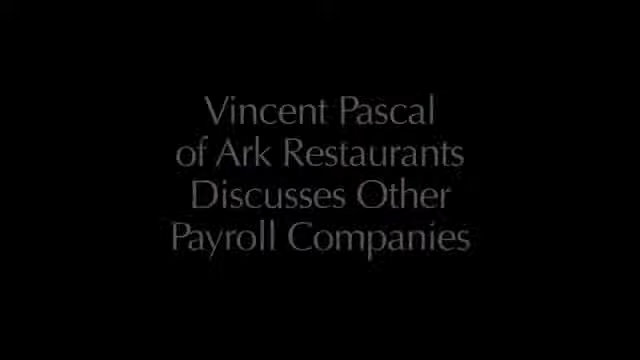 Vincent Pascal
of Ark Restaurants
Discusses Other
Payroll Companies